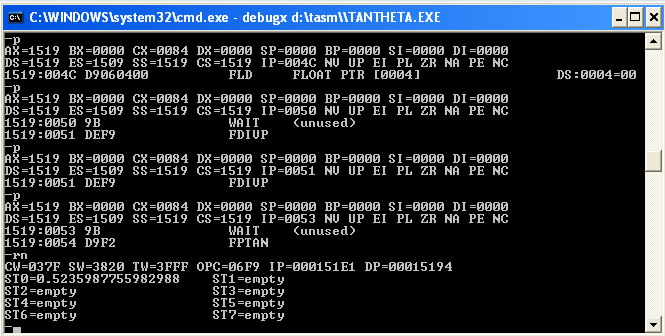 C:\WINDOWS\system32\cmd.exe - debugx d:\tasm\\TANTHETA.EXE
-p
AX=1519 BX=0000 CX=0084 DX=0000 SP=0000 BP=0000 SI=0000 DI=0000
DS=1519 ES=1509 SS=1519 CS=1519 IP=004C NV UP EI PL ZR NA PE NC
1519:004C D9060400 FLD FLOAT PTR [0004] DS:0004=00
-p
AX=1519 BX=0000 CX=0084 DX=0000 SP=0000 BP=0000 SI=0000 DI=0000
DS=1519 ES=1509 SS=1519 CS=1519 IP=0050 NV UP EI PL ZR NA PE NC
1519:0050 9B WAIT (unused)
1519:0051 DEF9 FDIVP
-p
AX=1519 BX=0000 CX=0084 DX=0000 SP=0000 BP=0000 SI=0000 DI=0000
DS=1519 ES=1509 SS=1519 CS=1519 IP=0051 NV UP EI PL ZR NA PE NC
1519:0051 DEF9 FDIVP
-p
AX=1519 BX=0000 CX=0084 DX=0000 SP=0000 BP=0000 SI=0000 DI=0000
DS=1519 ES=1509 SS=1519 CS=1519 IP=0053 NV UP EI PL ZR NA PE NC
1519:0053 9B WAIT (unused)
1519:0054 D9F2 FPTAN
-rn
CW=037F SW=3820 TW=3FFF OPC=06F9 IP=000151E1 DP=00015194
ST0=0.5235987755982988 ST1=empty
ST2=empty ST3=empty
ST4=empty ST5=empty
ST6=empty ST7=empty
-